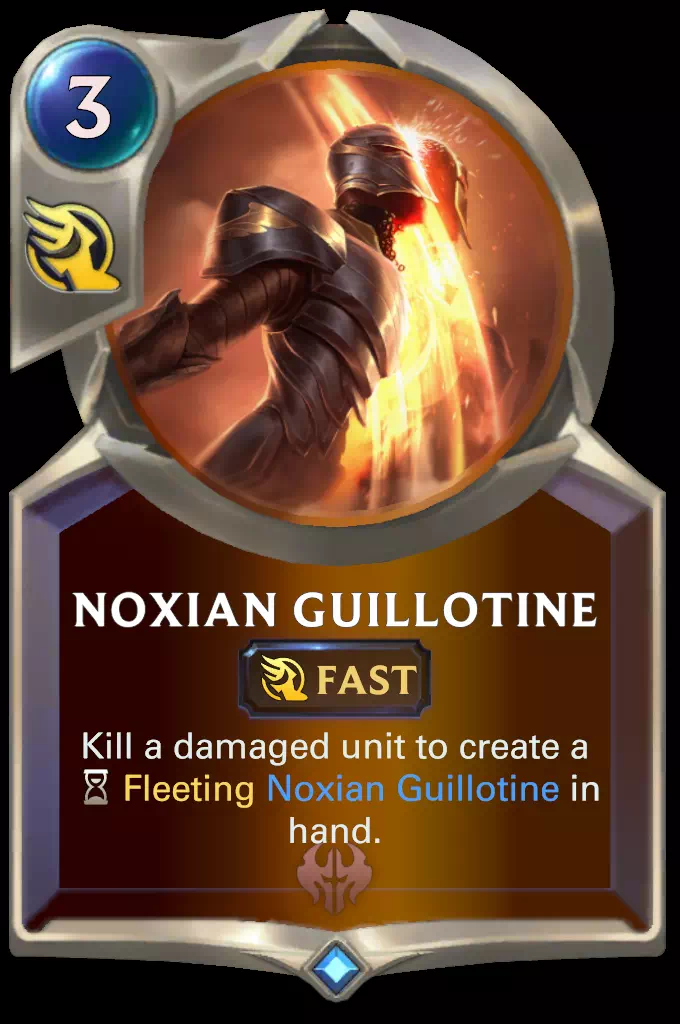 3
NOXIAN GUILLOTINE
FAST
Kill a damaged unit to create a
Fleeting Noxian Guillotine in
hand.